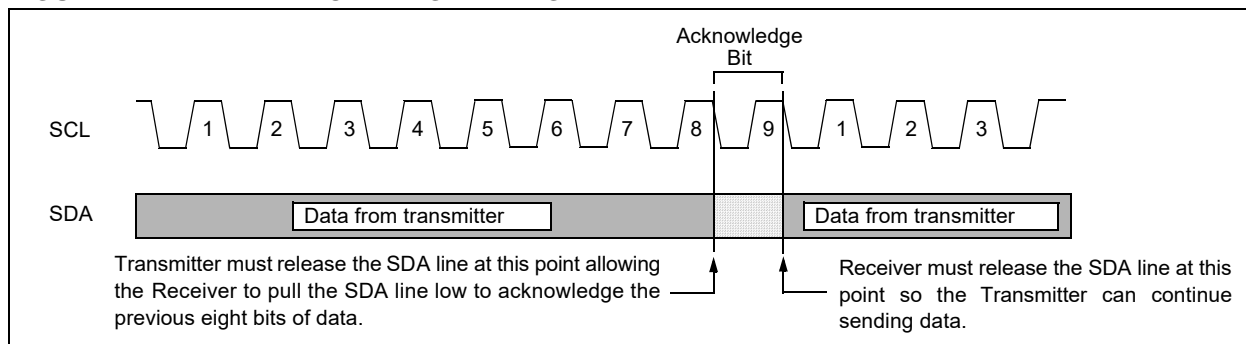 Acknowledge
Bit
SCL
1 2 3 4 5 6 7 8 9 1 2 3
SDA
Data from transmitter
Data from transmitter
Transmitter must release the SDA line at this point allowing
the Receiver to pull the SDA line low to acknowledge the
previous eight bits of data.
Receiver must release the SDA line at this
point so the Transmitter can continue
sending data.